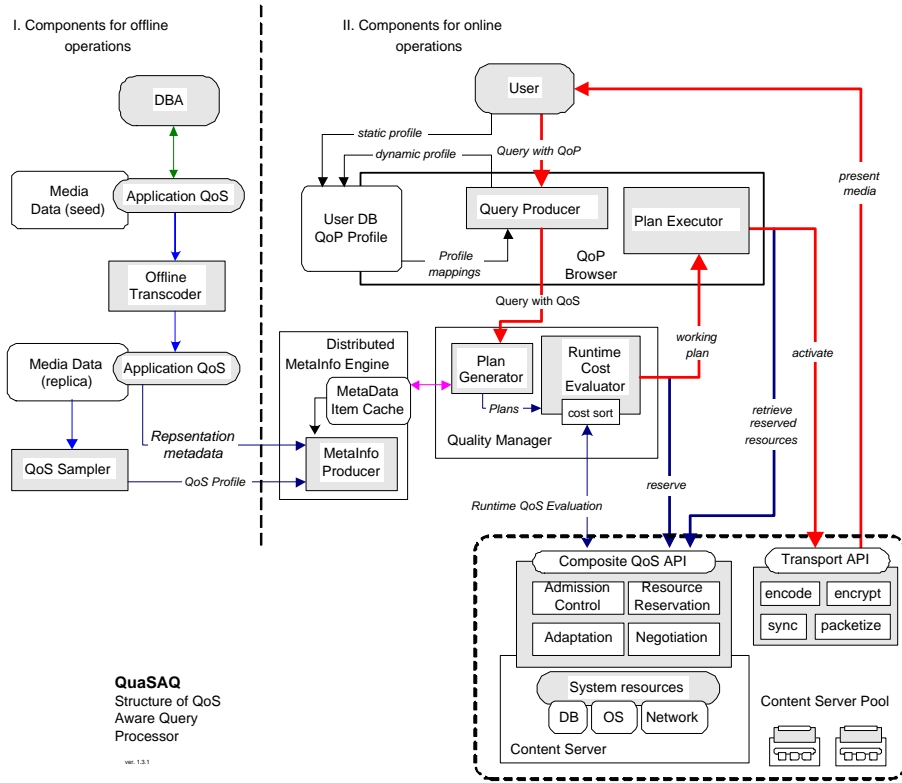 I. Components for offline
operations
II. Components for online
operations
DBA
User
static profile
Query with QoP
dynamic profile
present
media
Media
Data (seed)
Application QoS
User DB
QoP Profile
Query Producer
Plan Executor
Profile
mappings
QoP
Browser
Offline
Transcoder
Query with QoS
Distributed
MetaInfo Engine
working
plan
activate
Media Data
(replica)
Application QoS
MetaData
Item Cache
Plan
Generator
Runtime
Cost
Evaluator
Plans
cost sort
Quality Manager
retrieve
reserved
resources
Repsentation
metadata
MetaInfo
Producer
QoS Sampler
QoS Profile
reserve
Runtime QoS Evaluation
Composite QoS API
Transport API
Admission
Control
Resource
Reservation
encode
encrypt
Adaptation
Negotiation
sync
packetize
System resources
DB
OS
Network
Content Server
Content Server Pool
QuaSAQ
Structure of QoS
Aware Query
Processor
ver. 1.3.1